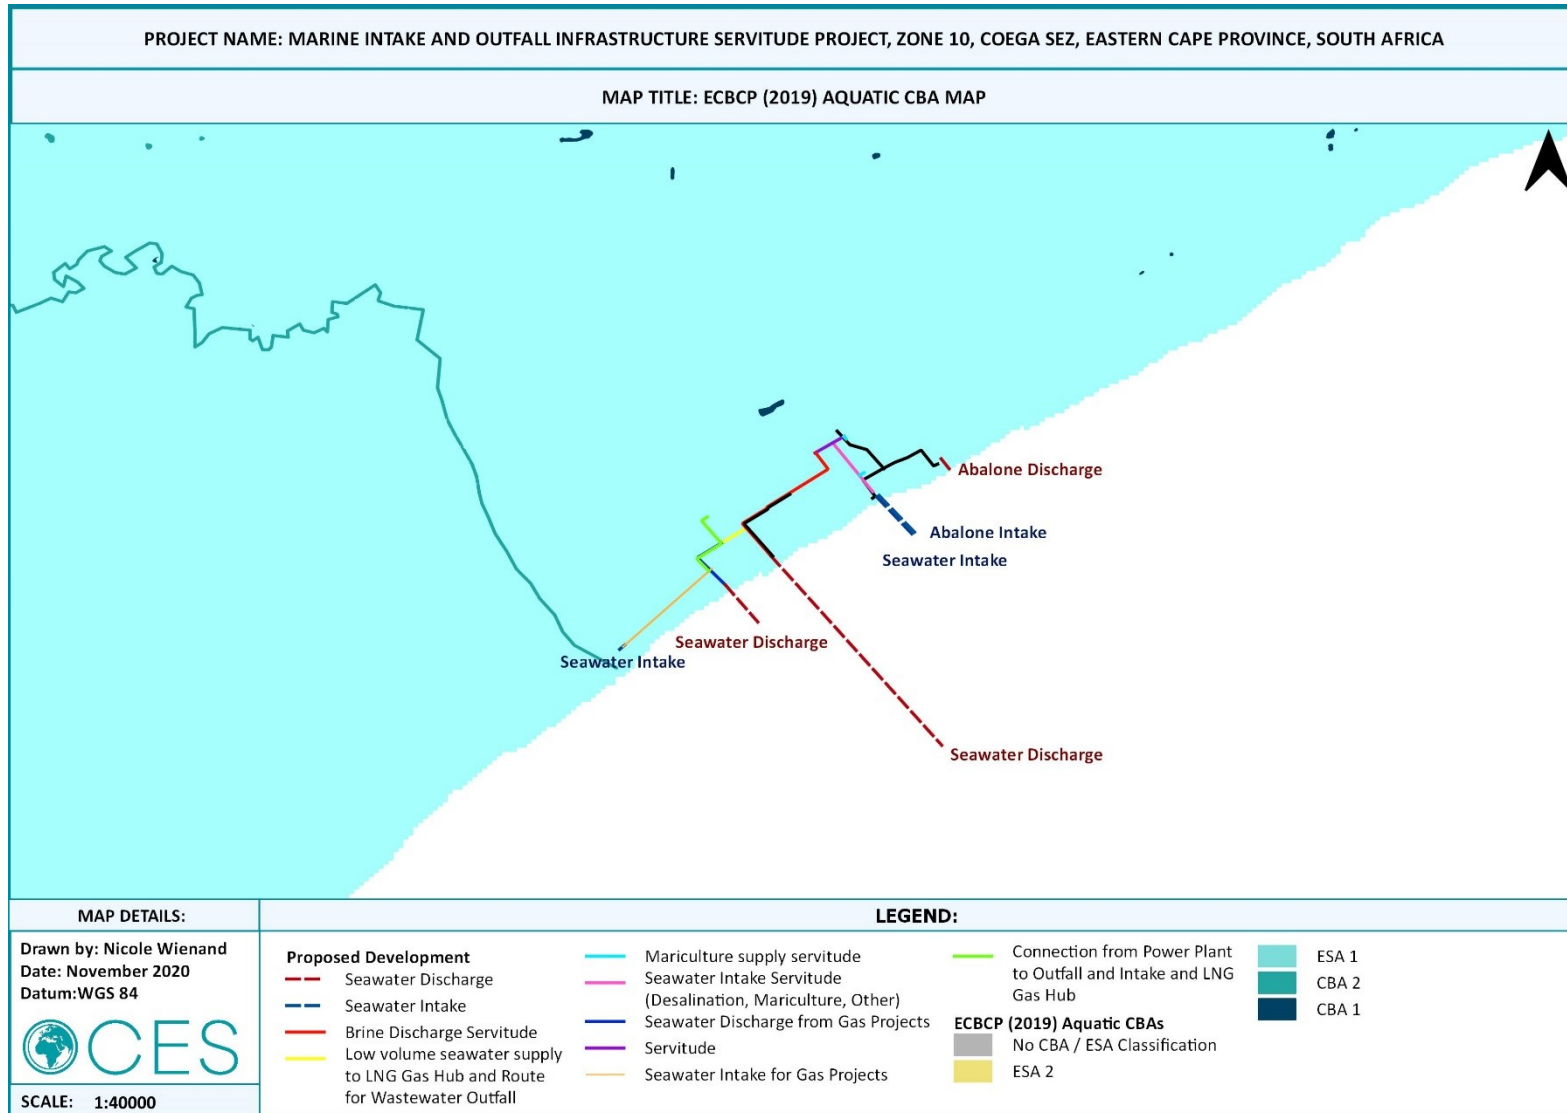 PROJECT NAME: MARINE INTAKE AND OUTFALL INFRASTRUCTURE SERVITUDE PROJECT, ZONE 10, COEGA SEZ, EASTERN CAPE PROVINCE, SOUTH AFRICA
MAP TITLE: ECBCP (2019) AQUATIC CBA MAP
Abalone Discharge
Abalone Intake
Seawater Intake
Seawater Discharge
Seawater Intake
Seawater Discharge
MAP DETAILS:
Drawn by: Nicole Wienand
Date: November 2020
Datum:WGS 84
CES
SCALE: 1:40000
LEGEND:
Proposed Development
Seawater Discharge
Seawater Intake
Brine Discharge Servitude
Low volume seawater supply
to LNG Gas Hub and Route
for Wastewater Outfall
Mariculture supply servitude
Seawater Intake Servitude
(Desalination, Mariculture, Other)
Seawater Discharge from Gas Projects
Servitude
Seawater Intake for Gas Projects
Connection from Power Plant
to Outfall and Intake and LNG
Gas Hub
ECBCP (2019) Aquatic CBAs
No CBA / ESA Classification
ESA 2
ESA 1
CBA 2
CBA 1